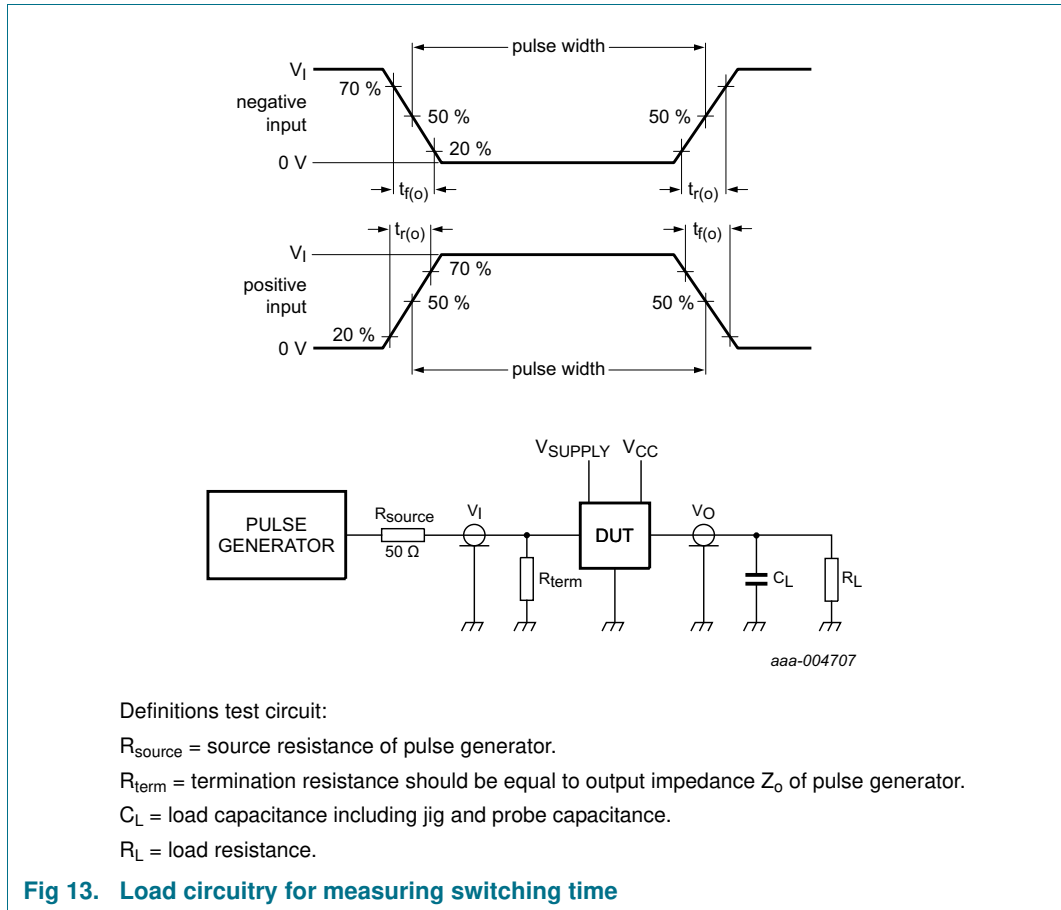 pulse width
V_I
70 %
negative
input
50 %
50 %
20 %
0 V
t_f(o)
t_r(o)
t_r(o)
t_f(o)
V_I
70 %
positive
input
50 %
50 %
20 %
0 V
pulse width
V_SUPPLY V_CC
PULSE
GENERATOR
R_source
50 Ω
V_I
DUT
V_O
R_term
C_L
R_L
aaa-004707
Definitions test circuit:
R_source = source resistance of pulse generator.
R_term = termination resistance should be equal to output impedance Z_o of pulse generator.
C_L = load capacitance including jig and probe capacitance.
R_L = load resistance.
Fig 13. Load circuitry for measuring switching time